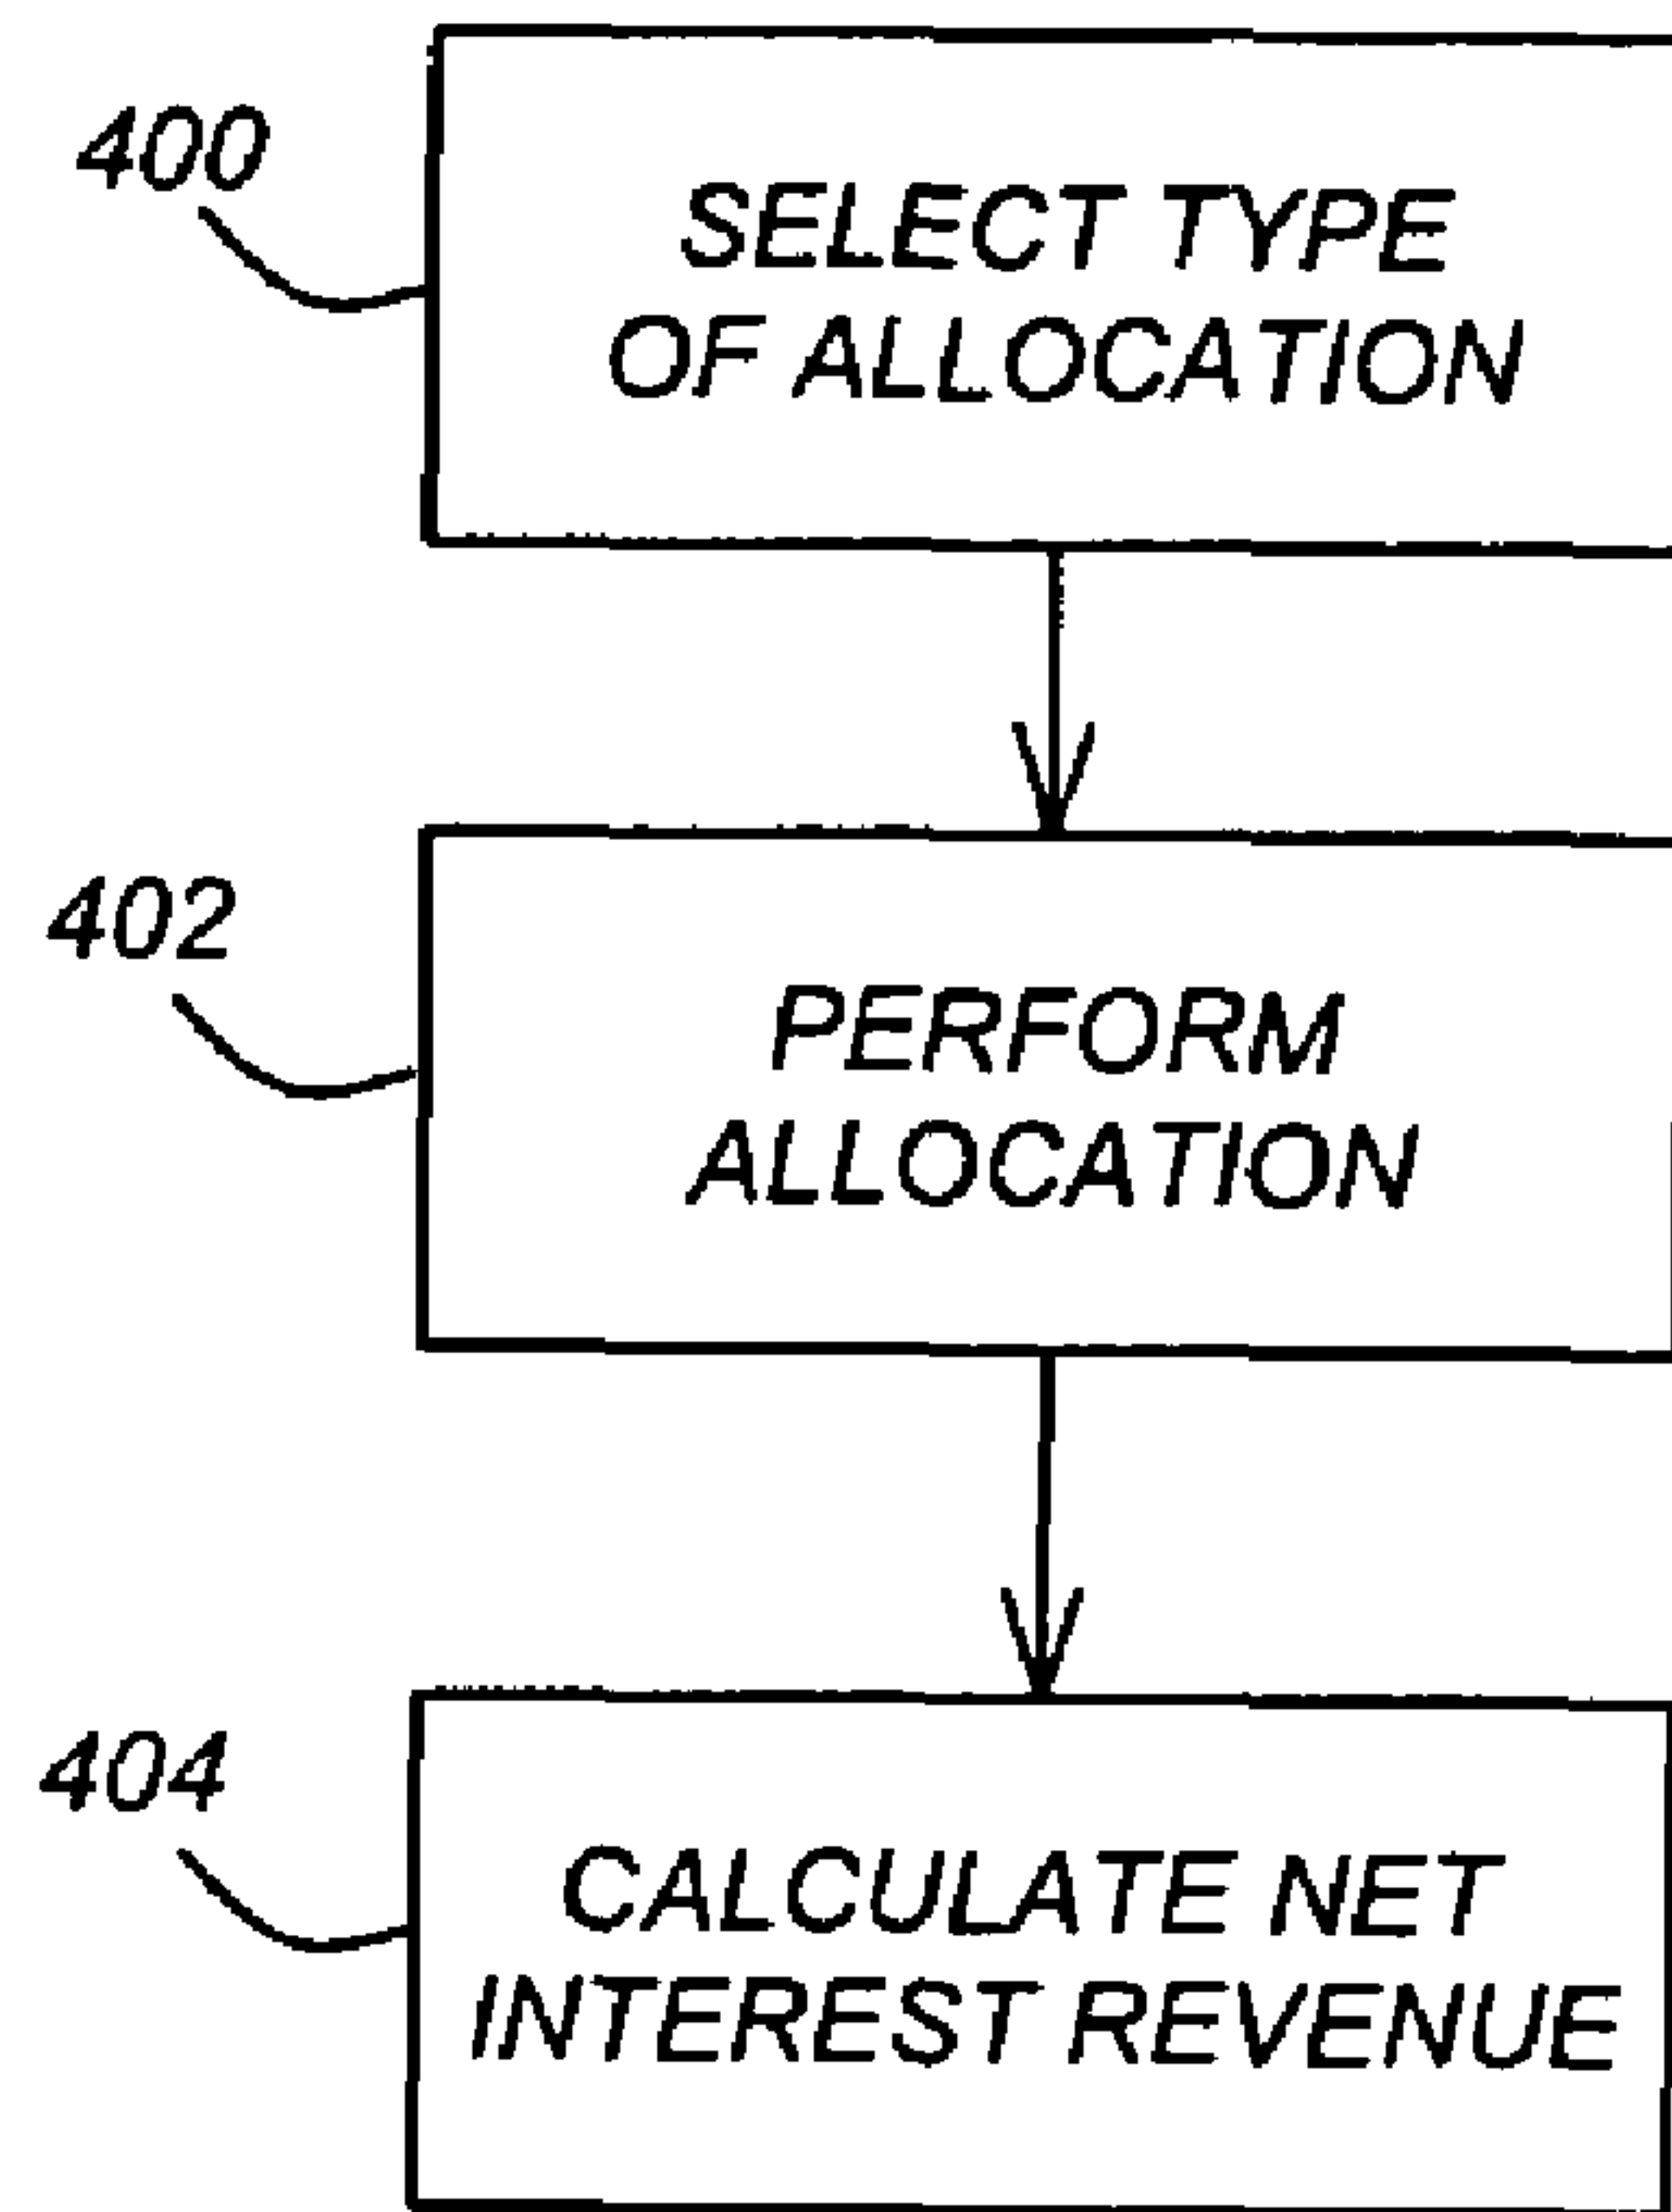 400
SELECT TYPE
OF ALLOCATION
402
PERFORM
ALLOCATION
404
CALCULATE NET
INTEREST REVENUE